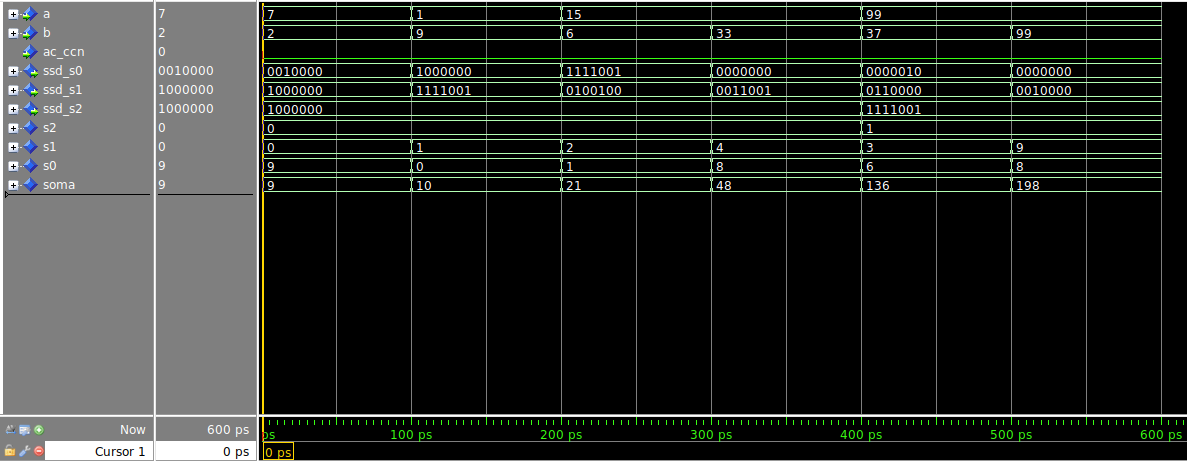 a 7 7 1 15 99
b 2 2 9 6 33 37 99
ac_ccn 0
ssd_s0 0010000 0010000 1000000 1111001 0000000 0000010 0000000
ssd_s1 1000000 1000000 1111001 0100100 0011001 0110000 0010000
ssd_s2 1000000 1000000 1111001
s2 0 0 1
s1 0 0 1 2 4 3 9
s0 9 9 0 1 8 6 8
soma 9 9 10 21 48 136 198
Now 600 ps ps 100 ps 200 ps 300 ps 400 ps 500 ps 600 ps
Cursor 1 0 ps 0 ps